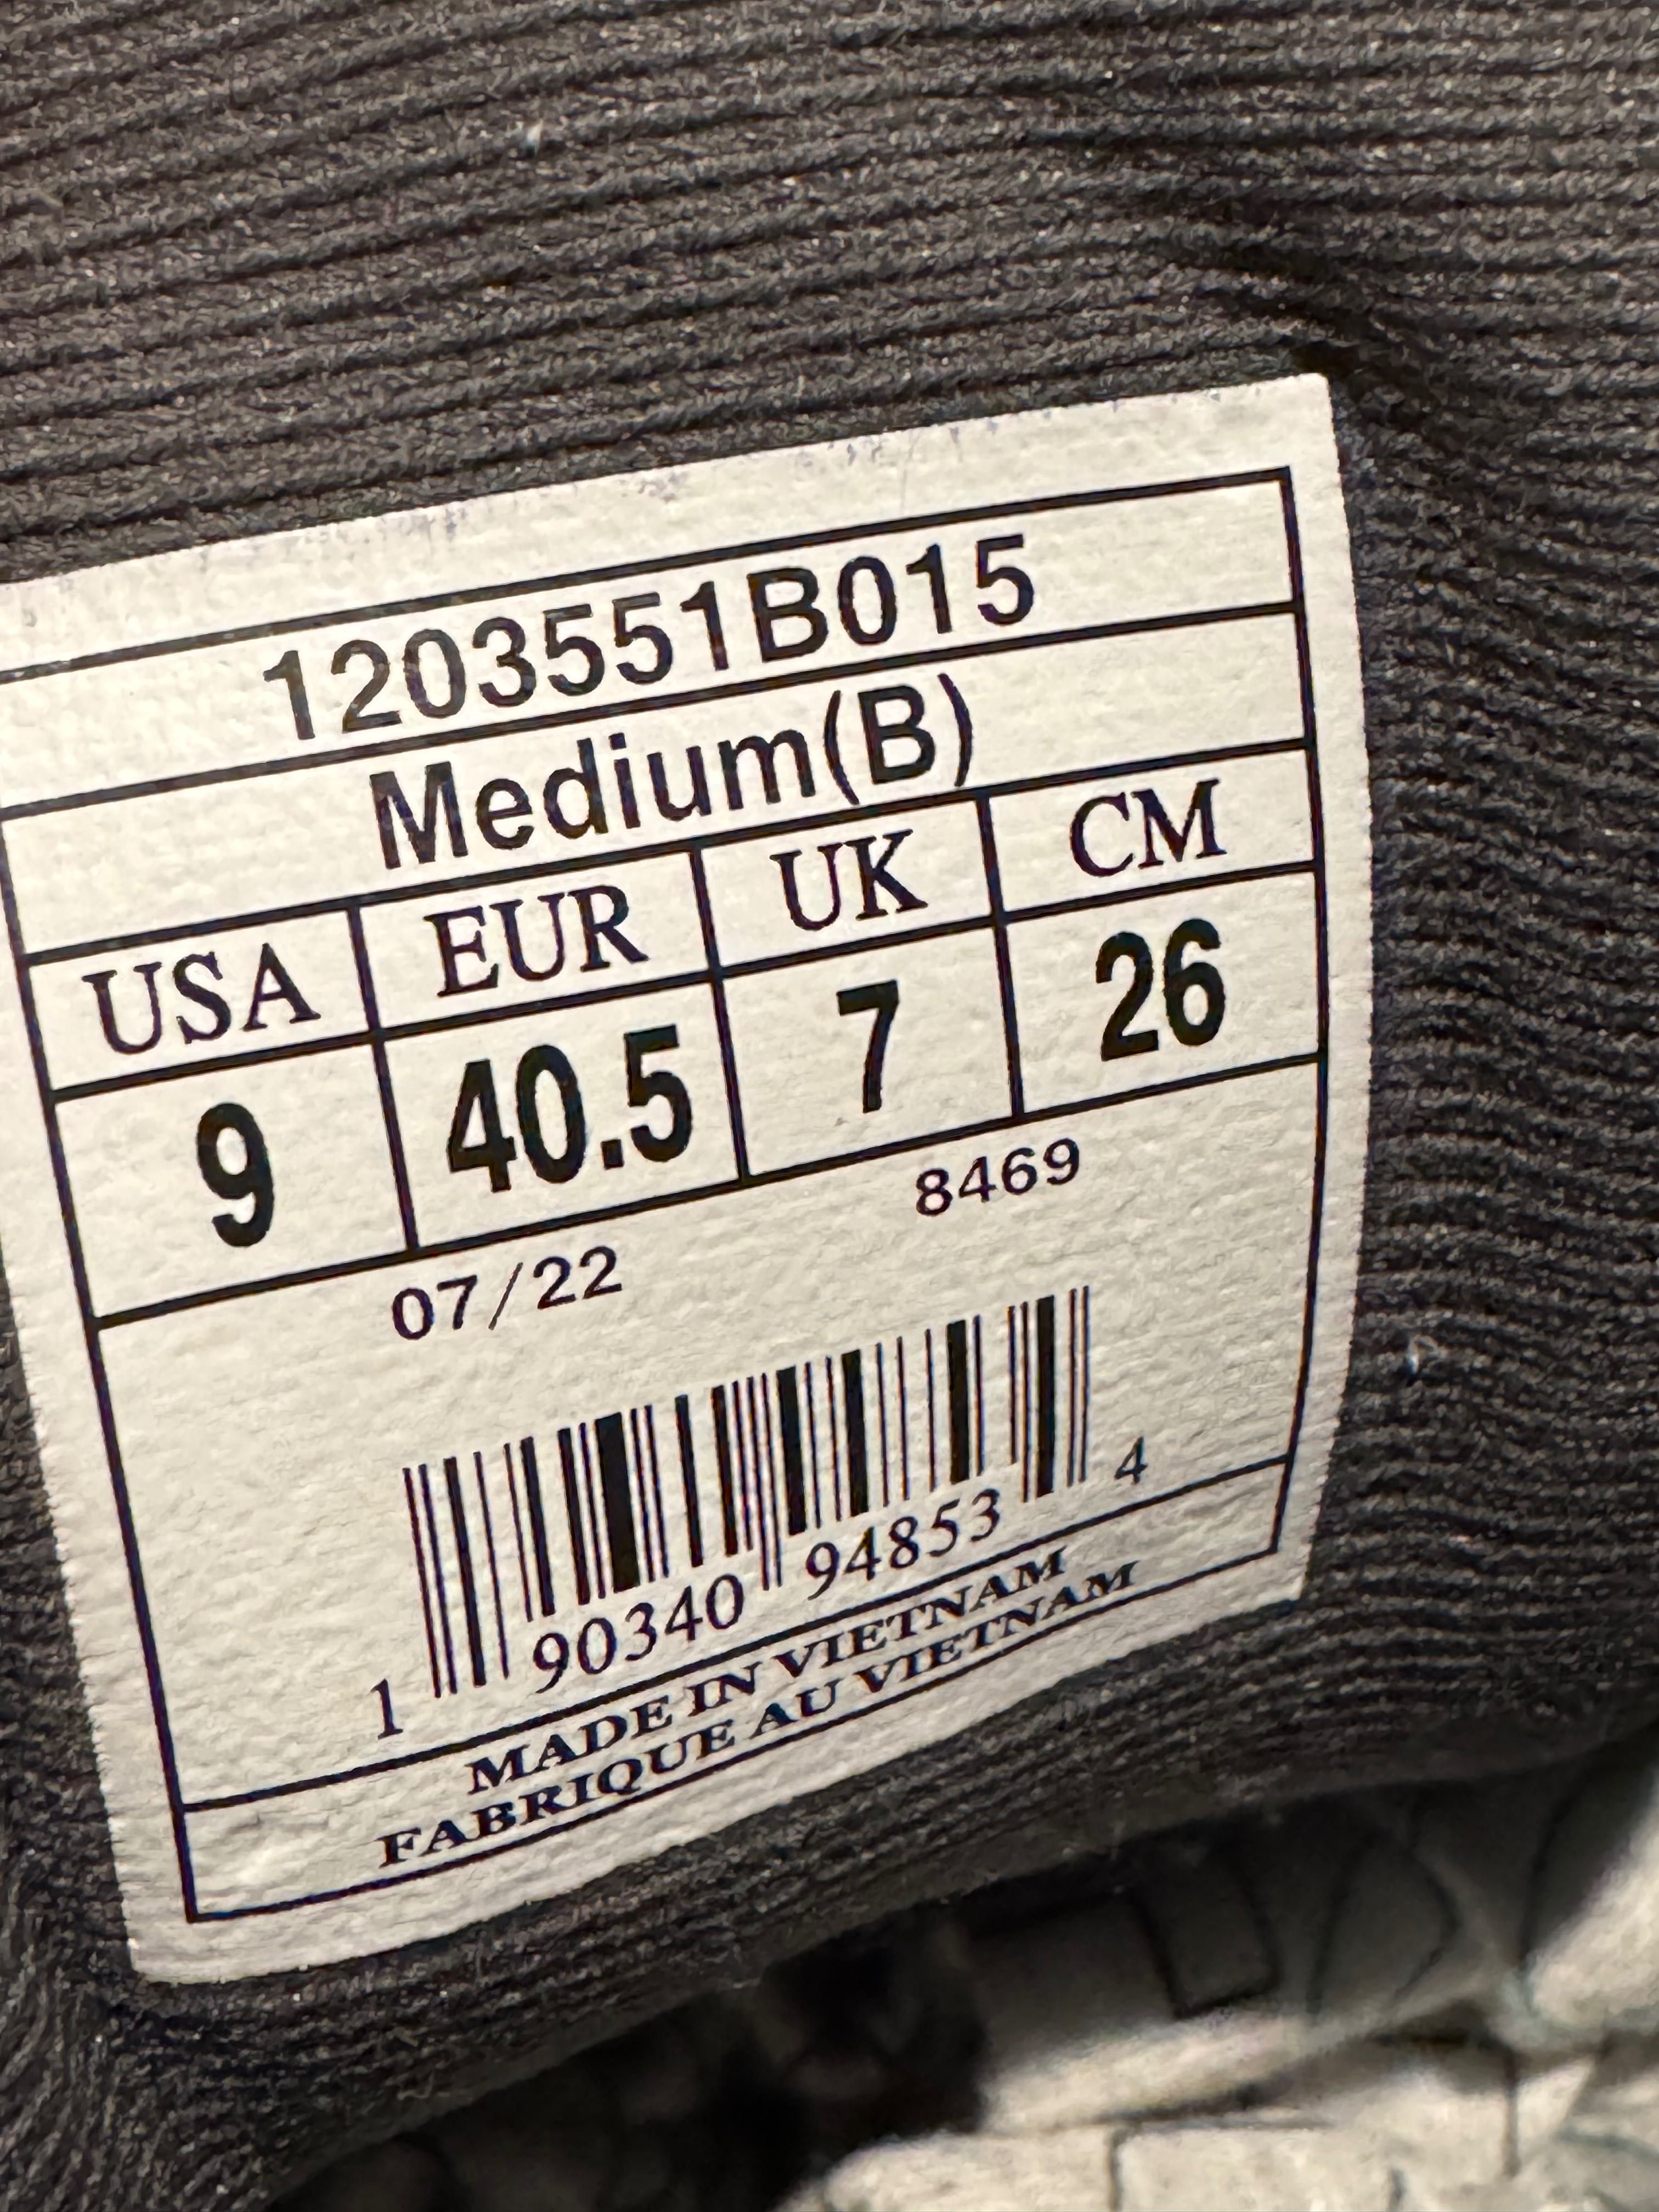 1203551B015
Medium(B)
USA EUR UK CM
9 40.5 7 26
07/22 8469
1 90340 94853 4
MADE IN VIETNAM
FABRIQUE AU VIETNAM